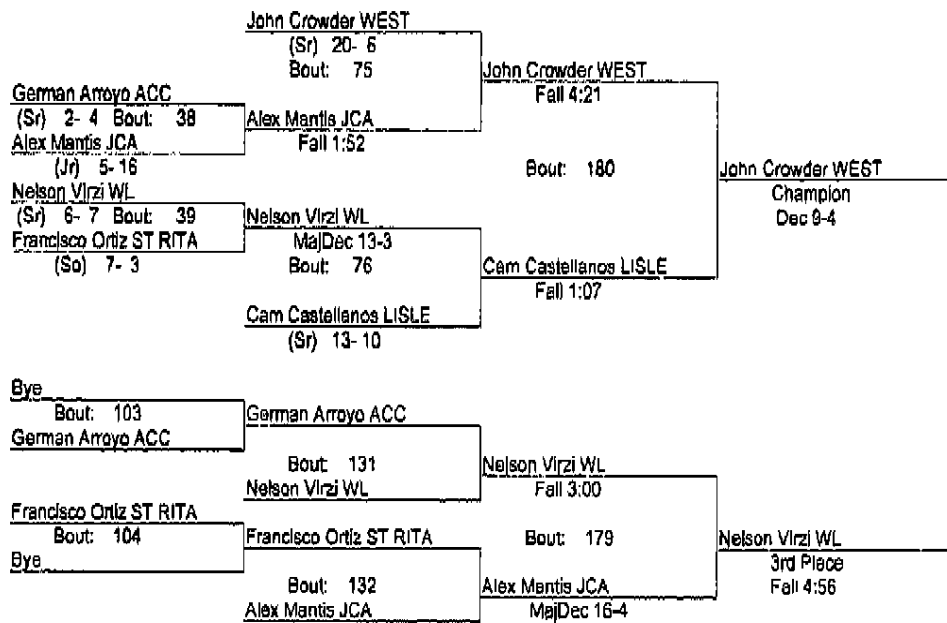 John Crowder WEST
(Sr) 20- 6
Bout: 75
John Crowder WEST
Fall 4:21
German Arroyo ACC
(Sr) 2- 4 Bout: 38
Alex Mantis JCA
Fall 1:52
Alex Mantis JCA
(Jr) 5- 16
Bout: 180
John Crowder WEST
Champion
Dec 9-4
Nelson Virzi WL
(Sr) 6- 7 Bout: 39
Nelson Virzi WL
MajDec 13-3
Francisco Ortiz ST RITA
(So) 7- 3
Bout: 76
Cam Castellanos LISLE
Fall 1:07
Cam Castellanos LISLE
(Sr) 13- 10
Bye
Bout: 103
German Arroyo ACC
German Arroyo ACC
Bout: 131
Nelson Virzi WL
Nelson Virzi WL
Fall 3:00
Francisco Ortiz ST RITA
Bout: 104
Bye
Francisco Ortiz ST RITA
Bout: 179
Nelson Virzi WL
3rd Place
Fall 4:56
Bout: 132
Alex Mantis JCA
Alex Mantis JCA
MajDec 16-4